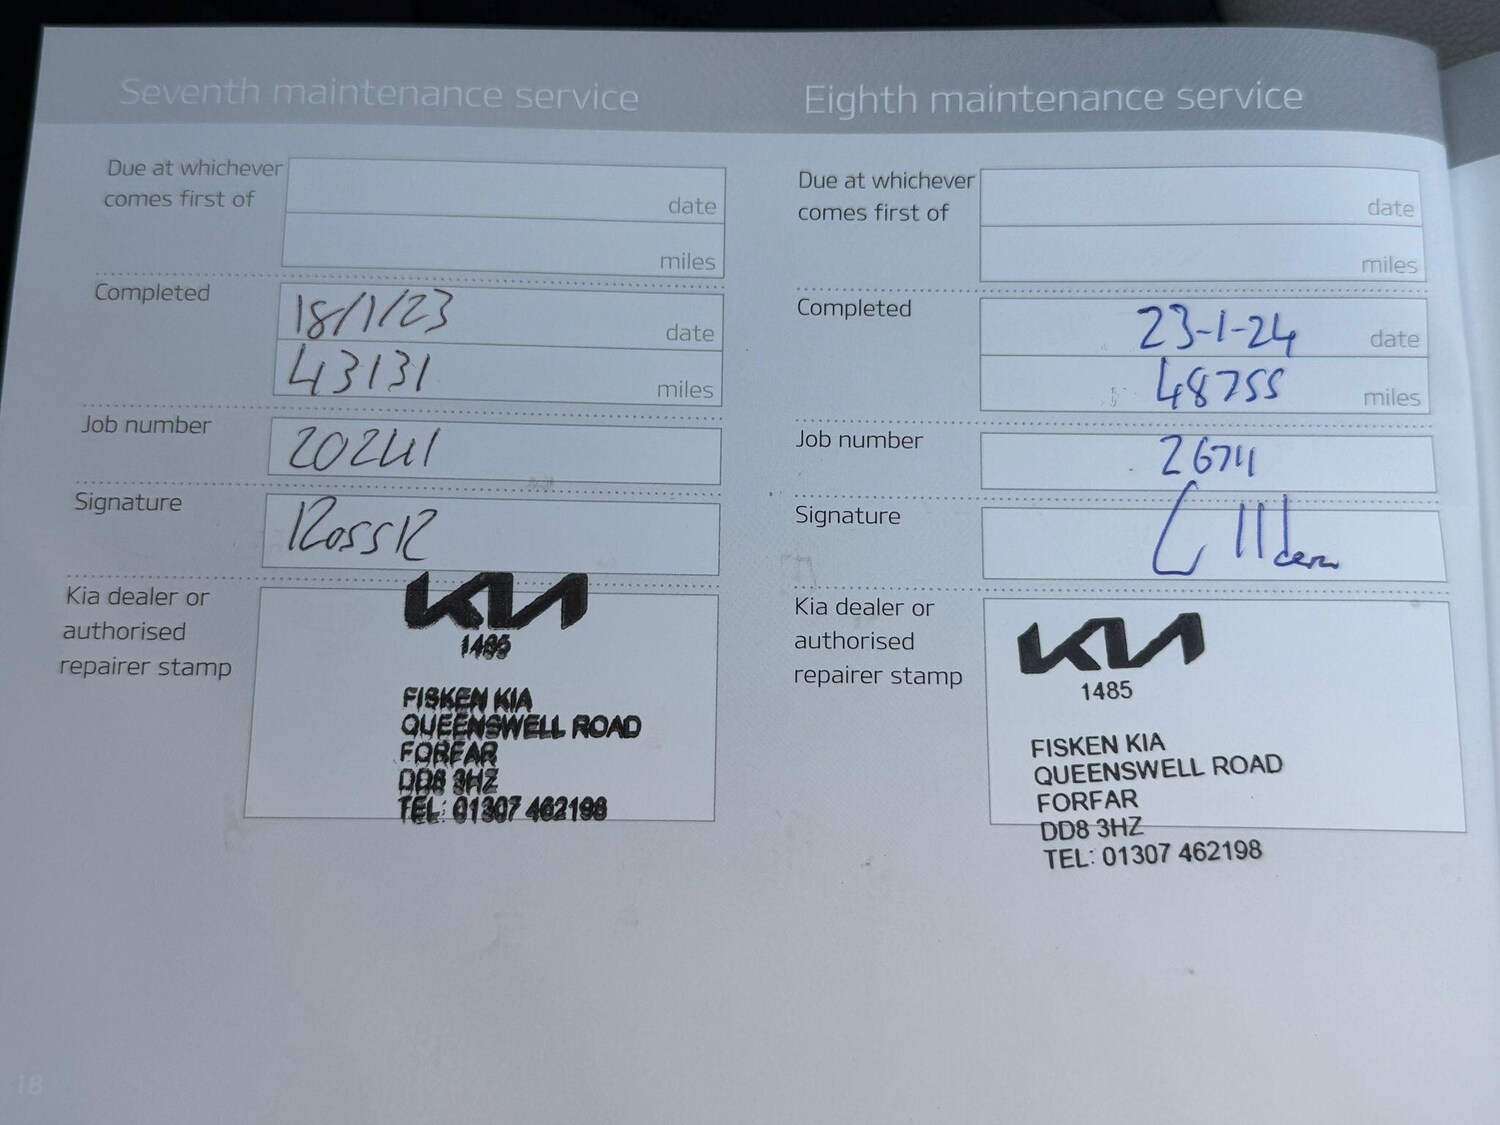 Seventh maintenance service
Due at whichever
comes first of
date
miles
Completed
18/1/23 date
43131 miles
Job number
Signature
Ross R
Kia dealer or
authorised
repairer stamp
KIA
1485
FISKEN KIA
QUEENSWELL ROAD
FORFAR
DD8 3HZ
TEL: 01307 462198
Eighth maintenance service
Due at whichever
comes first of
date
miles
Completed
23-1-24 date
48755 miles
Job number
26711
Signature
Kia dealer or
authorised
repairer stamp
KIA
1485
FISKEN KIA
QUEENSWELL ROAD
FORFAR
DD8 3HZ
TEL: 01307 462198
18